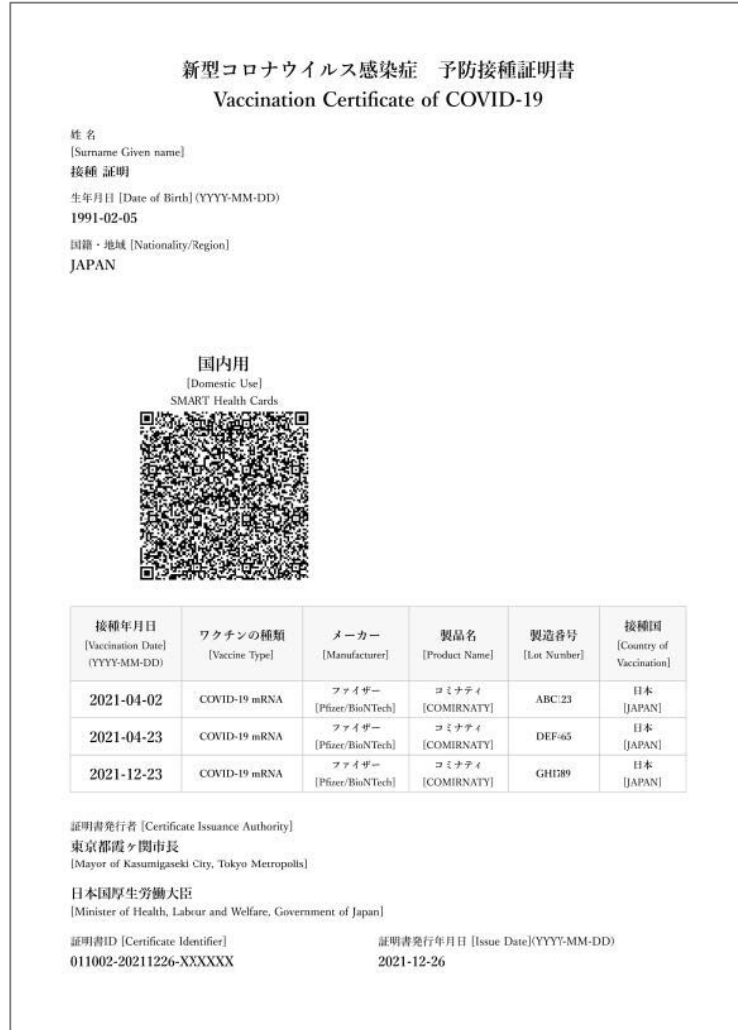 新型コロナウイルス感染症　予防接種証明書
Vaccination Certificate of COVID-19
姓 名
[Surname Given name]
接種 証明
生年月日 [Date of Birth] (YYYY-MM-DD)
1991-02-05
国籍・地域 [Nationality/Region]
JAPAN
国内用
[Domestic Use]
SMART Health Cards
接種年月日 ワクチンの種類 メーカー 製品名 製造番号 接種国
[Vaccination Date] [Vaccine Type] [Manufacturer] [Product Name] [Lot Number] [Country of
(YYYY-MM-DD) Vaccination]
2021-04-02 COVID-19 mRNA ファイザー コミナティ ABC123 日本
[Pfizer/BioNTech] [COMIRNATY] [JAPAN]
2021-04-23 COVID-19 mRNA ファイザー コミナティ DEF465 日本
[Pfizer/BioNTech] [COMIRNATY] [JAPAN]
2021-12-23 COVID-19 mRNA ファイザー コミナティ GHI789 日本
[Pfizer/BioNTech] [COMIRNATY] [JAPAN]
証明書発行者 [Certificate Issuance Authority]
東京都霞ヶ関市長
[Mayor of Kasumigaseki City, Tokyo Metropolis]
日本国厚生労働大臣
[Minister of Health, Labour and Welfare, Government of Japan]
証明書ID [Certificate Identifier] 証明書発行年月日 [Issue Date](YYYY-MM-DD)
011002-20211226-XXXXXX 2021-12-26